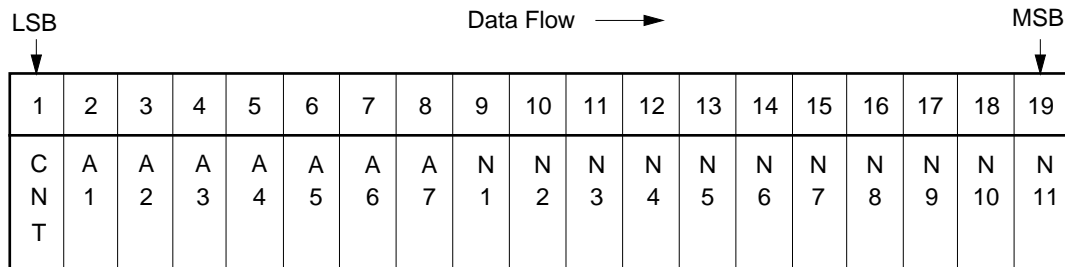 LSB Data Flow MSB
1 2 3 4 5 6 7 8 9 10 11 12 13 14 15 16 17 18 19
C A A A A A A A N N N N N N N N N N N
N 1 2 3 4 5 6 7 1 2 3 4 5 6 7 8 9 10 11
T